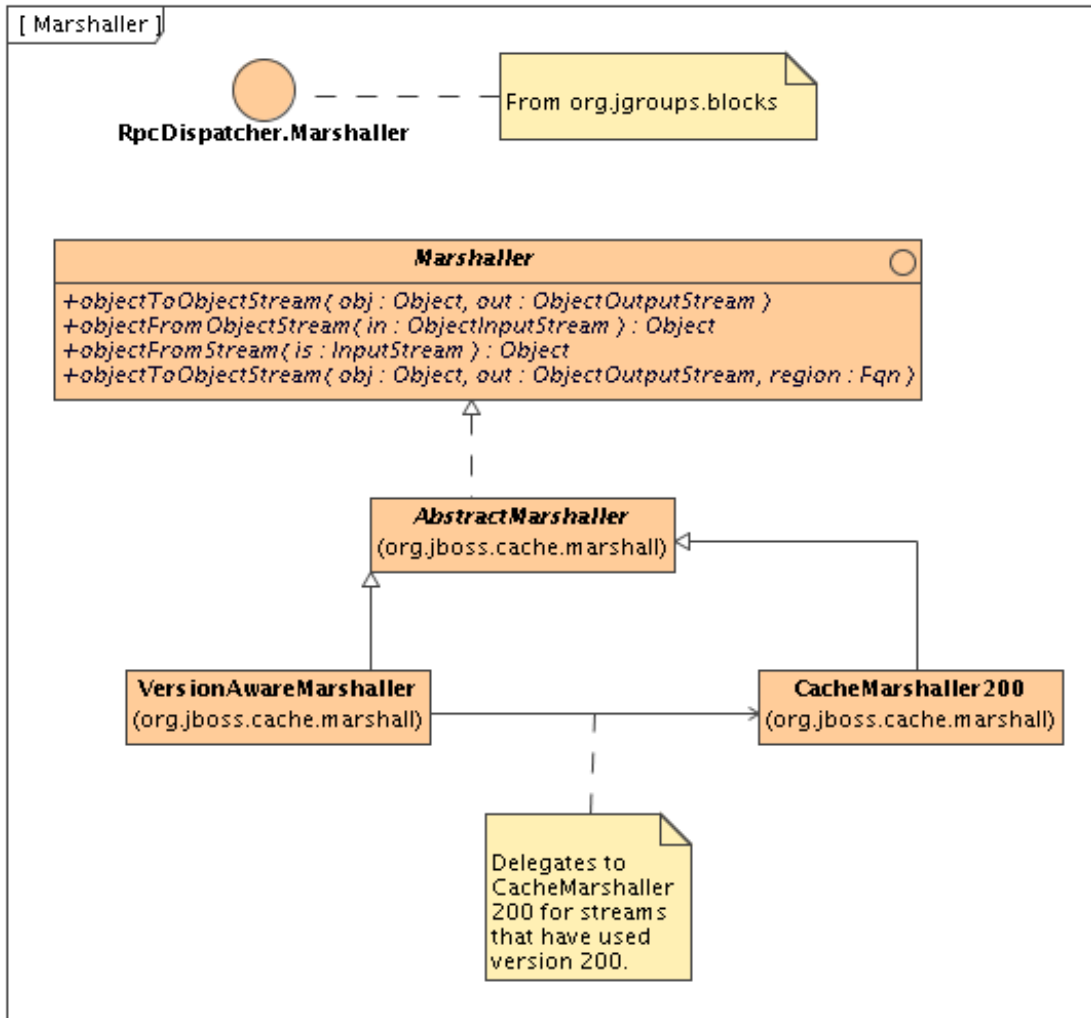 [ Marshaller ]
From org.jgroups.blocks
RpcDispatcher.Marshaller
Marshaller
+objectToObjectStream( obj : Object, out : ObjectOutputStream )
+objectFromObjectStream( in : ObjectInputStream ) : Object
+objectFromStream( is : InputStream ) : Object
+objectToObjectStream( obj : Object, out : ObjectOutputStream, region : Fqn )
AbstractMarshaller
(org.jboss.cache.marshall)
VersionAwareMarshaller
(org.jboss.cache.marshall)
CacheMarshaller200
(org.jboss.cache.marshall)
Delegates to
CacheMarshaller
200 for streams
that have used
version 200.